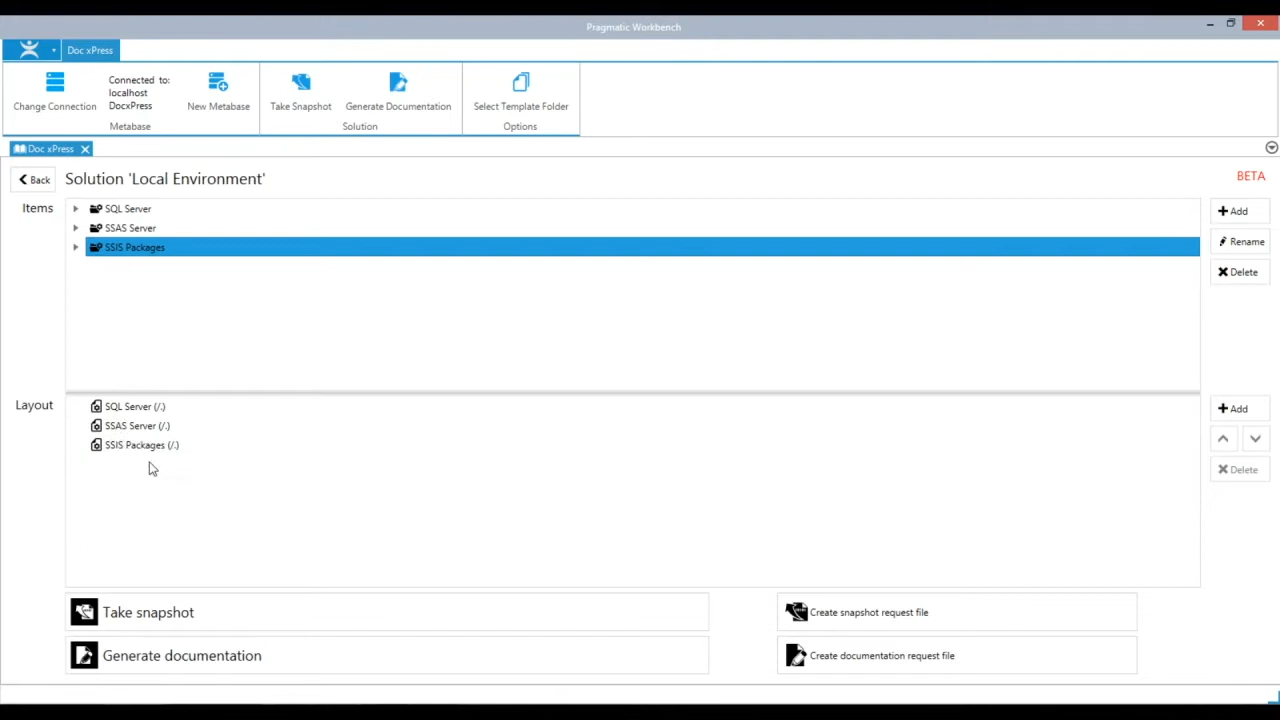 Pragmatic Workbench
Doc xPress
Change Connection
Connected to:
localhost
DocxPress
New Metabase
Metabase
Take Snapshot
Generate Documentation
Solution
Select Template Folder
Options
Doc xPress
Back
Solution 'Local Environment'
BETA
Items
SQL Server
SSAS Server
SSIS Packages
Add
Rename
Delete
Layout
SQL Server (/.)
SSAS Server (/.)
SSIS Packages (/.)
Add
Delete
Take snapshot
Create snapshot request file
Generate documentation
Create documentation request file